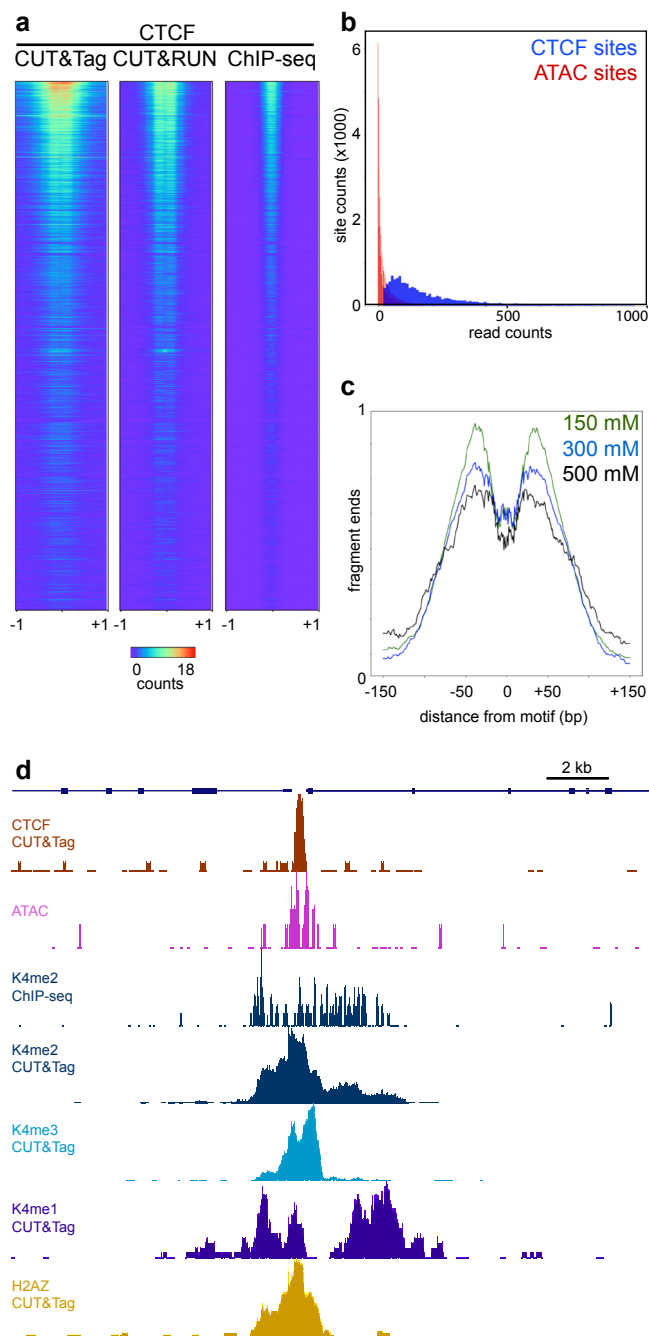 a
CTCF
CUT&Tag CUT&RUN ChIP-seq
-1 +1 -1 +1 -1 +1
0 18
counts
b
CTCF sites
ATAC sites
site counts (x1000)
6
4
2
0
0 500 1000
read counts
c
1
150 mM
300 mM
500 mM
fragment ends
0
-150 -50 0 +50 +150
distance from motif (bp)
d
2 kb
CTCF
CUT&Tag
ATAC
K4me2
ChIP-seq
K4me2
CUT&Tag
K4me3
CUT&Tag
K4me1
CUT&Tag
H2AZ
CUT&Tag